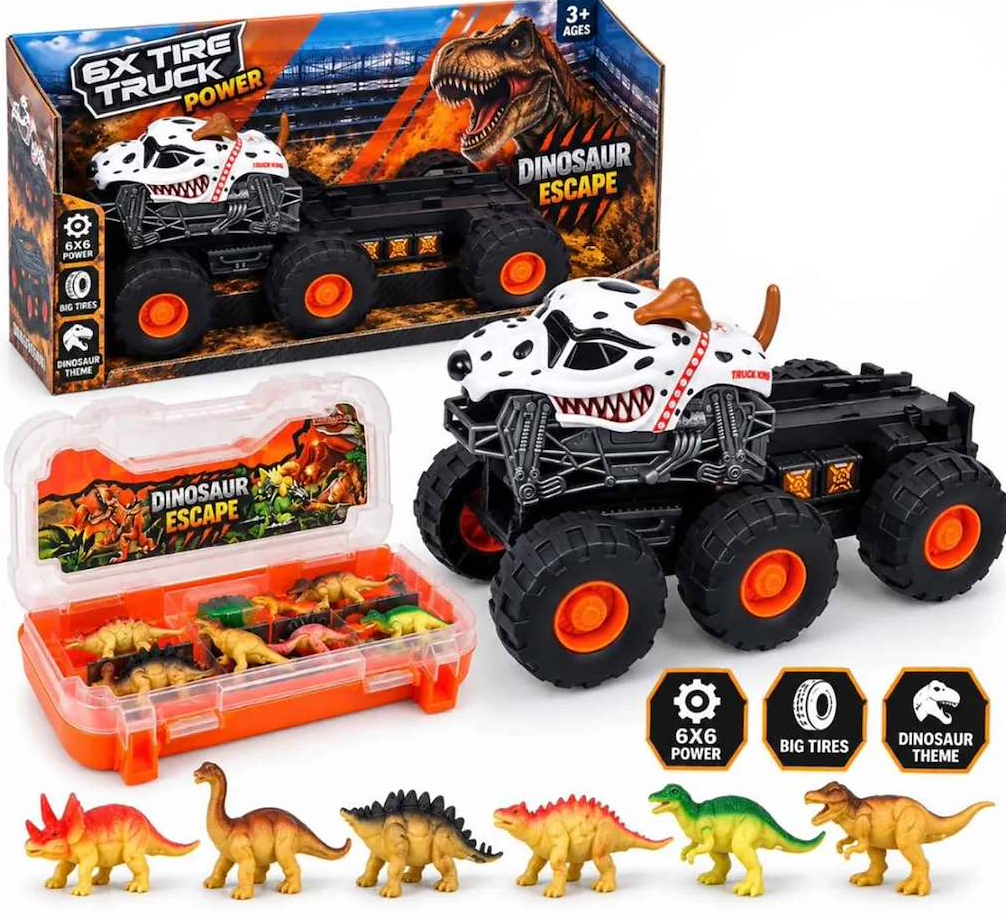 6X TIRE
TRUCK
POWER
3+
AGES
DINOSAUR
ESCAPE
TRUCK KING
6X6
POWER
BIG TIRES
DINOSAUR
THEME
DINOSAUR
ESCAPE
TRUCK KING
6X6
POWER
BIG TIRES
DINOSAUR
THEME